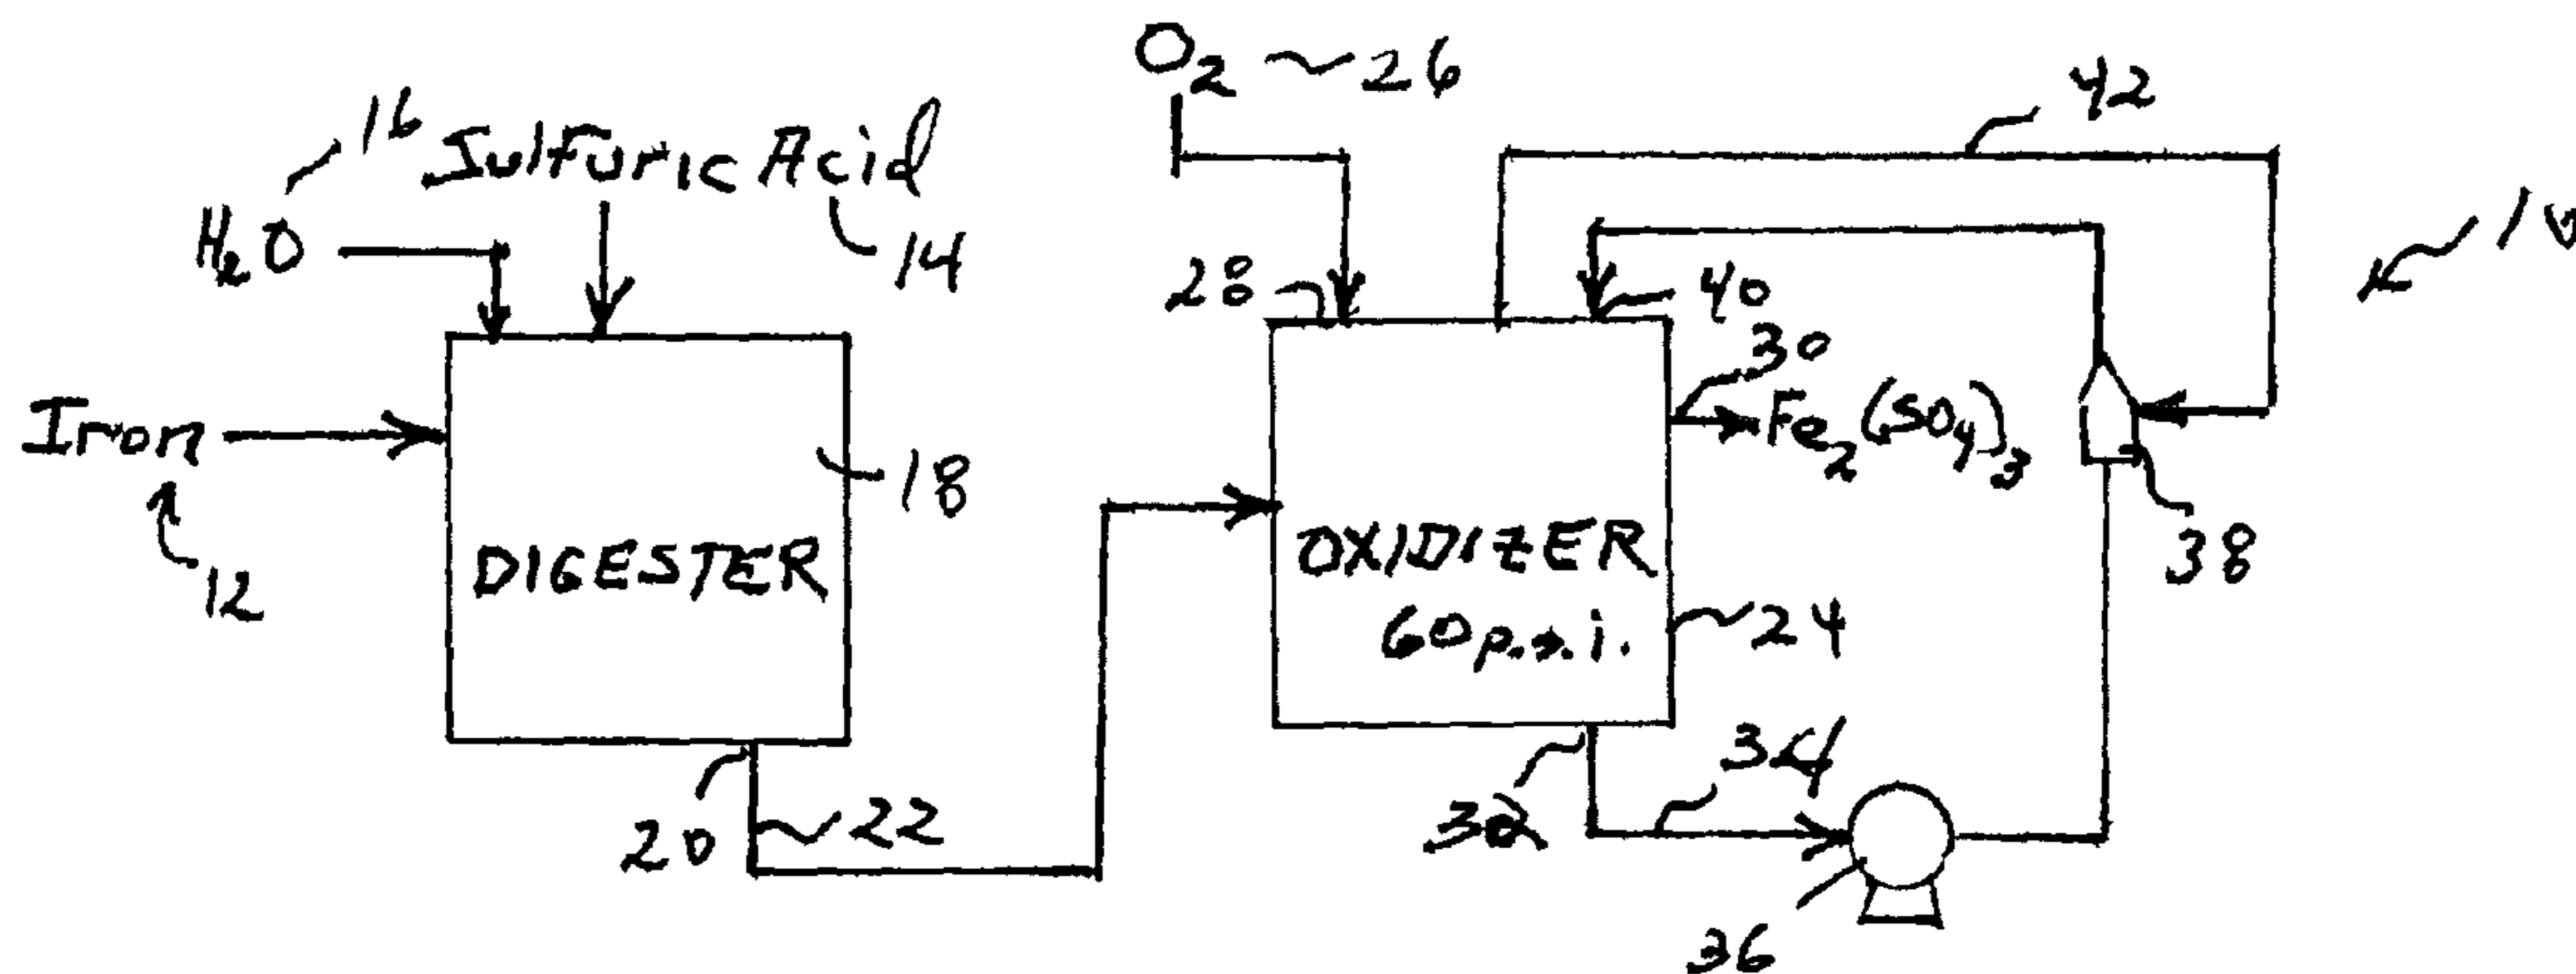 O2 26
42
16 Sulfuric Acid
H2O
14
10
28
40
30
Fe2(SO4)3
Iron
18
12
DIGESTER
OXIDIZER
60 p.s.i.
38
24
34
20
22
32
36